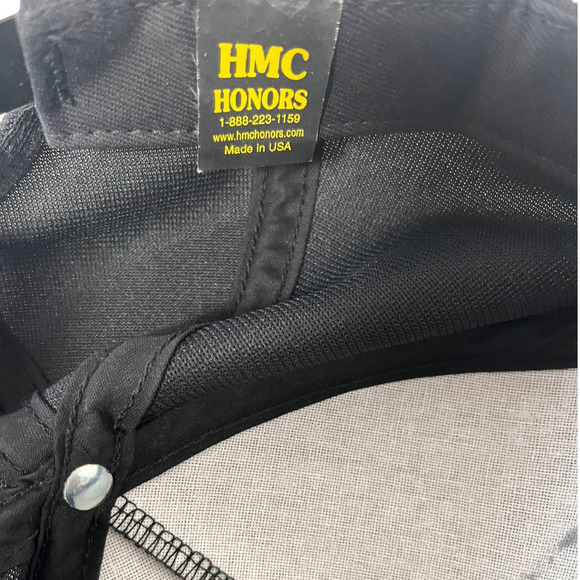 HMC
HONORS
1-888-223-1159
www.hmchonors.com
Made In USA